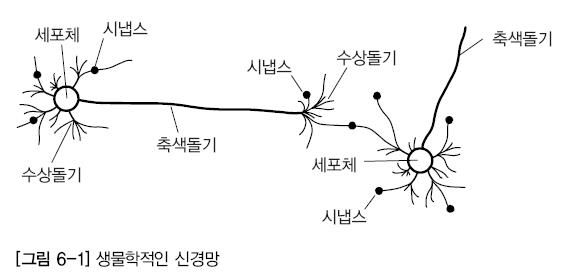 세포체
시냅스
축색돌기
수상돌기
시냅스
수상돌기
축색돌기
세포체
시냅스
[그림 6-1] 생물학적인 신경망